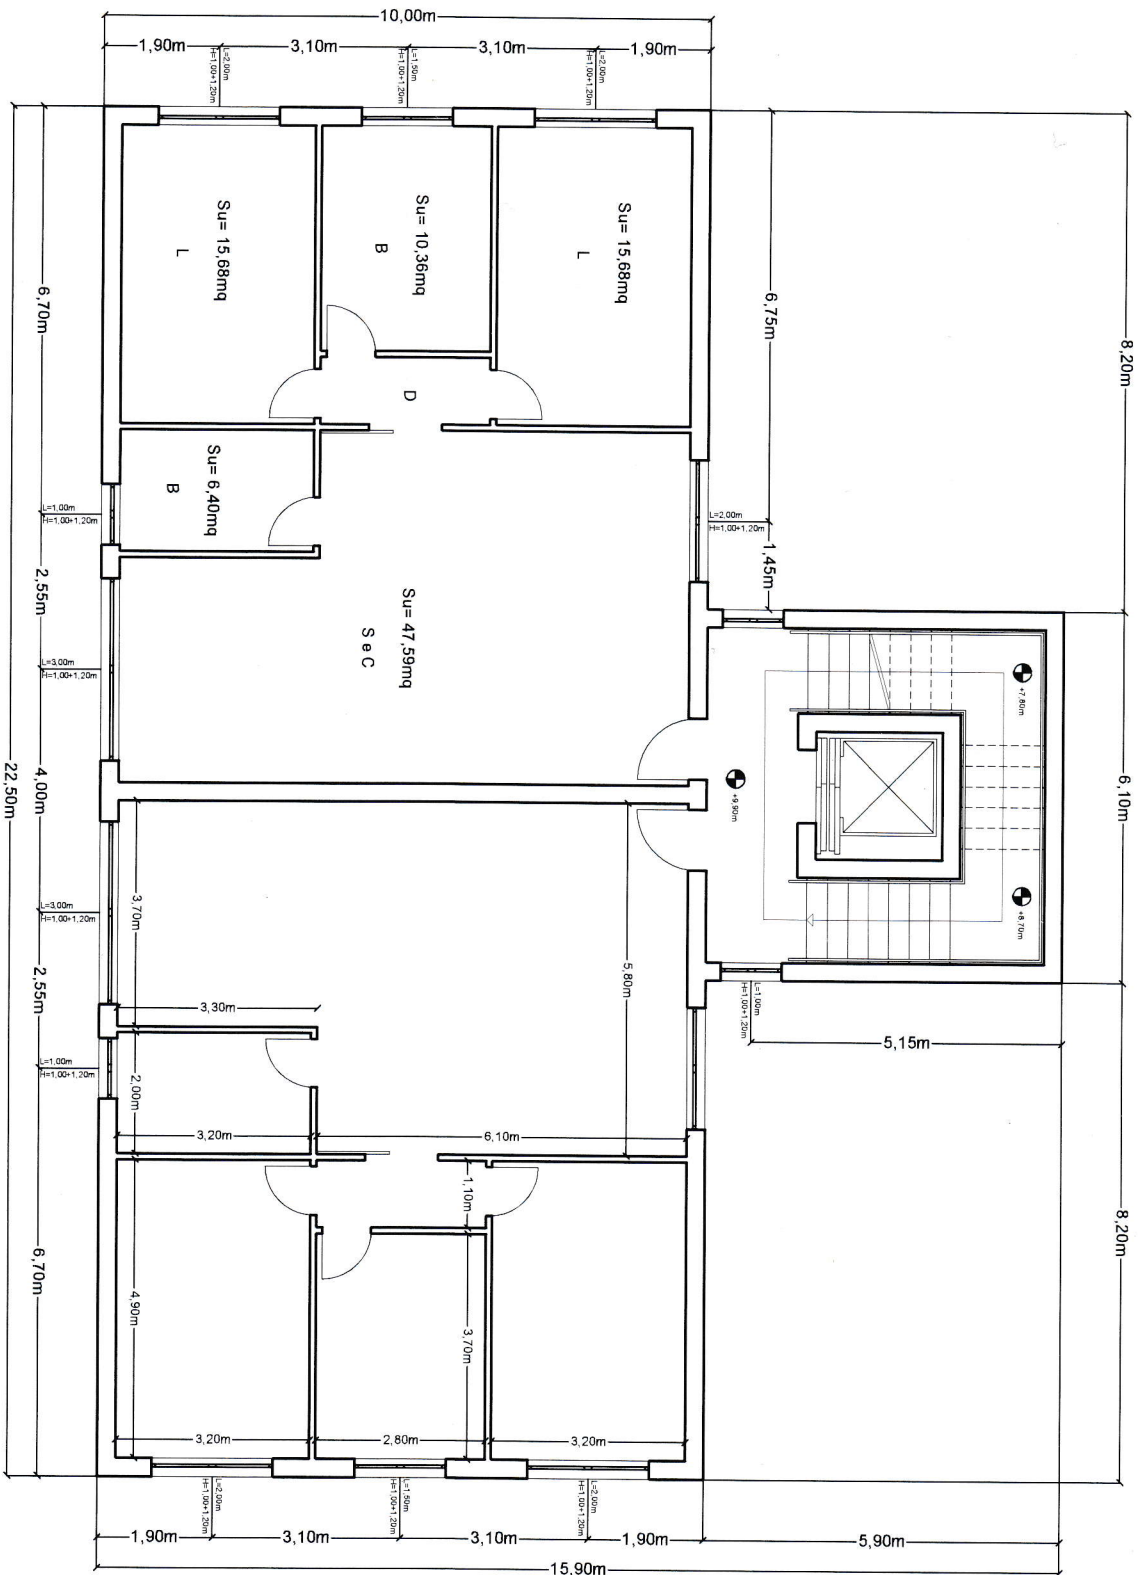 10,00m
1,90m
3,10m
3,10m
1,90m
L=2,00m
H=1,00+1,20m
L=1,50m
H=1,00+1,20m
L=2,00m
H=1,00+1,20m
8,20m
6,75m
6,70m
Su= 15,68mq
L
Su= 10,36mq
B
Su= 15,68mq
L
D
Su= 6,40mq
B
L=1,00m
H=1,00+1,20m
L=2,00m
H=1,00+1,20m
1,45m
2,55m
Su= 47,59mq
S e C
L=3,00m
H=1,00+1,20m
+7,80m
+9,90m
+8,70m
6,10m
4,00m
22,50m
3,70m
5,80m
L=3,00m
H=1,00+1,20m
2,55m
3,30m
L=1,00m
H=1,00+1,20m
5,15m
L=1,00m
H=1,00+1,20m
2,00m
3,20m
6,10m
1,10m
8,20m
6,70m
4,90m
3,70m
3,20m
2,80m
3,20m
L=2,00m
H=1,00+1,20m
L=1,50m
H=1,00+1,20m
L=2,00m
H=1,00+1,20m
1,90m
3,10m
3,10m
1,90m
5,90m
15,90m